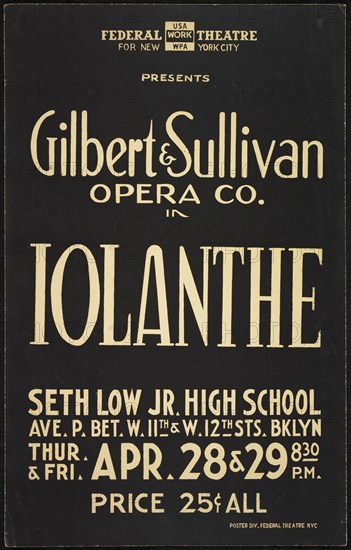 FEDERAL USA WORK WPA THEATRE
FOR NEW YORK CITY
PRESENTS
Gilbert & Sullivan
OPERA CO.
IN
IOLANTHE
SETH LOW JR. HIGH SCHOOL
AVE. P. BET. W. 11TH & W. 12TH STS. BKLYN
THUR. & FRI. APR. 28 & 29 8 30 P.M.
PRICE 25¢ ALL
POSTER DIV. FEDERAL THEATRE NYC